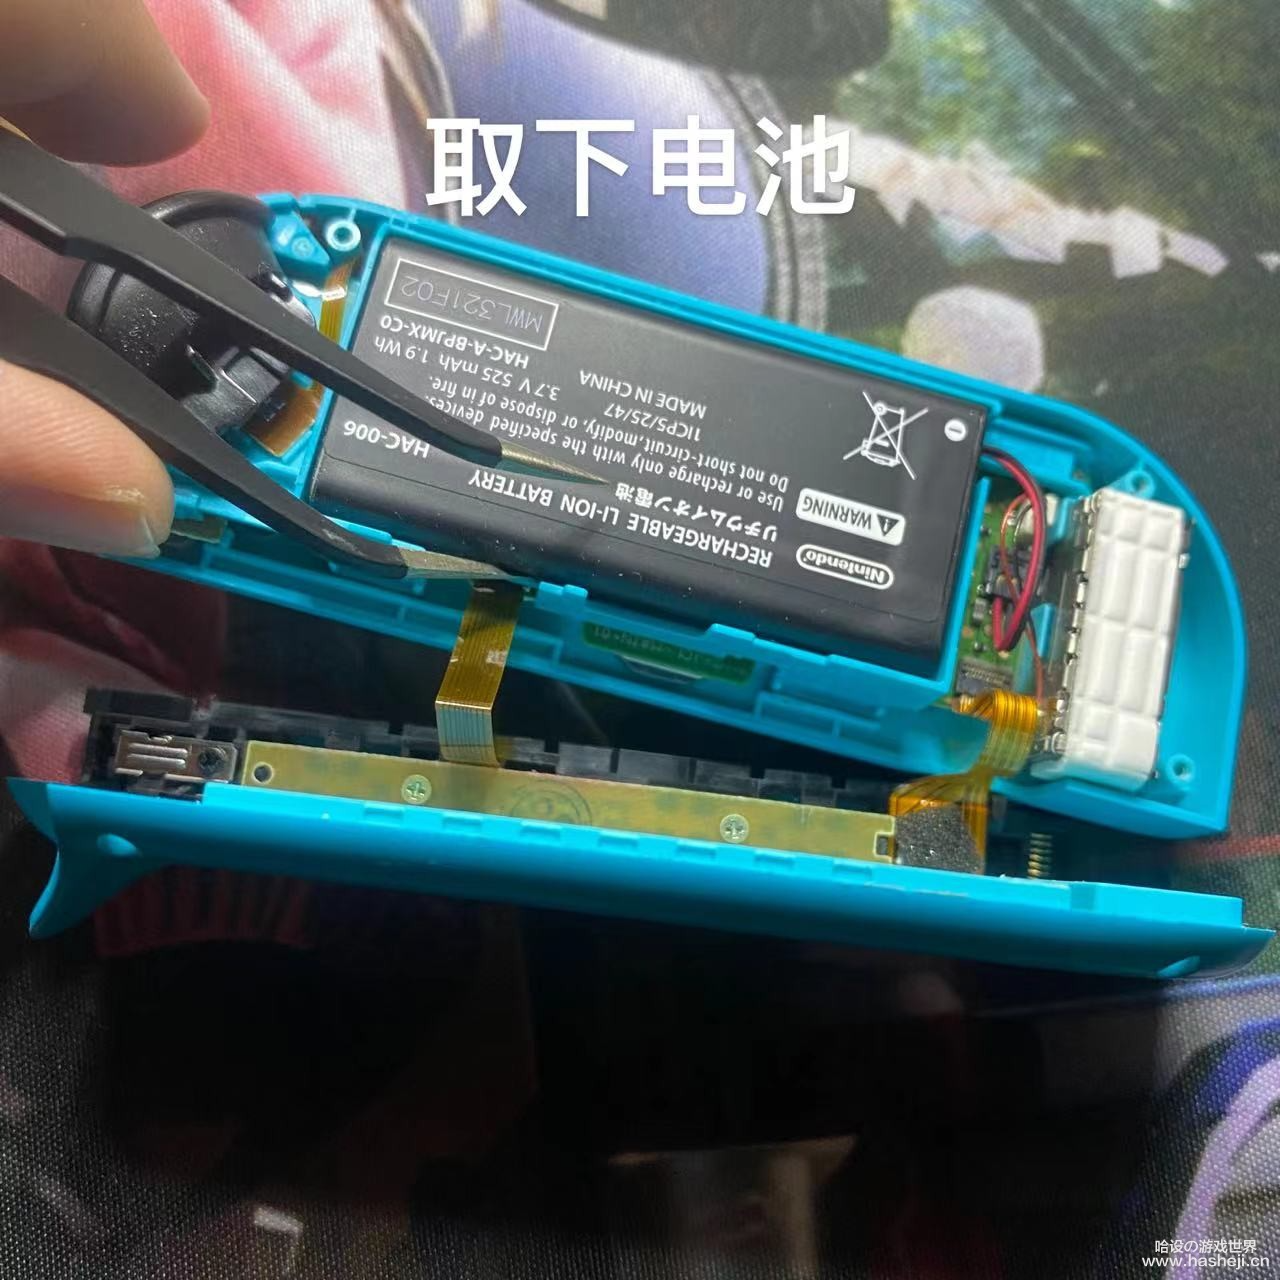 取下电池
Nintendo
WARNING
RECHARGEABLE LI-ION BATTERY
リチウムイオン電池
HAC-006
Use or recharge only with the specified devices.
Do not short-circuit, modify, or dispose of in fire.
1ICP5/25/47
3.7 V 525 mAh 1.9 Wh
MADE IN CHINA
HAC-A-BPJMX-C0
MWL321F02
哈设の游戏世界
www.hasheji.cn